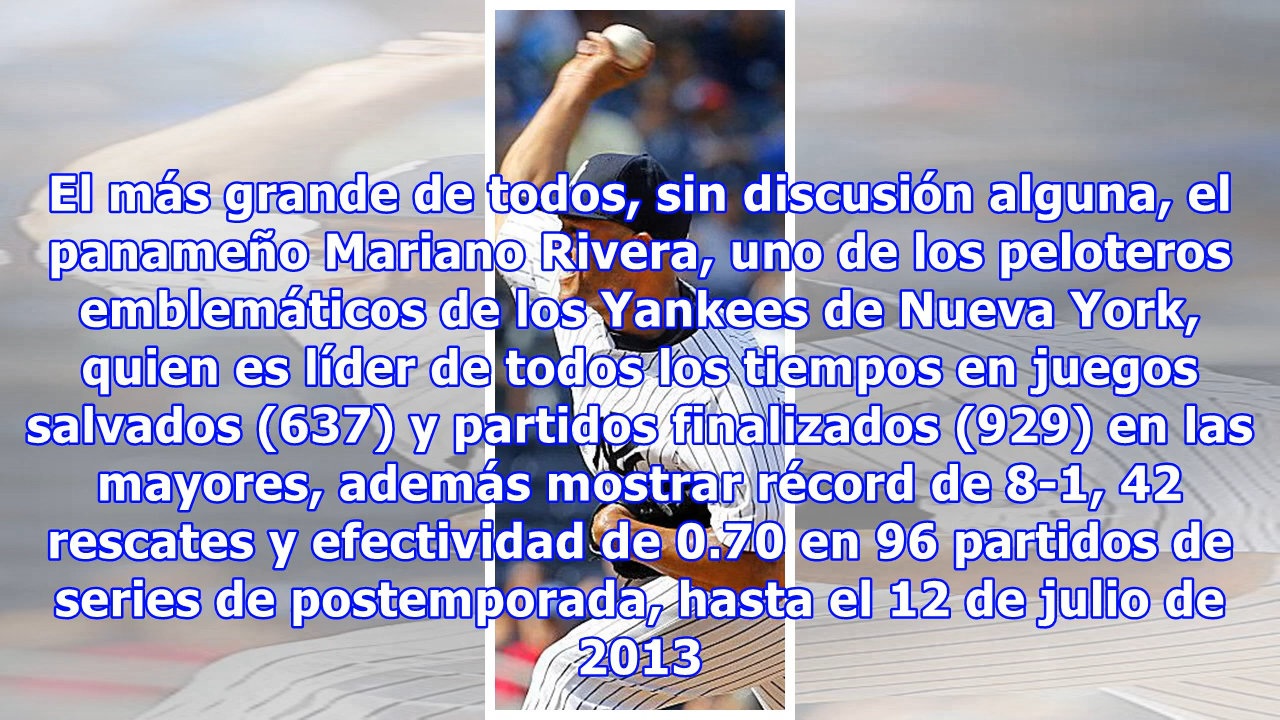 El más grande de todos, sin discusión alguna, el
panameño Mariano Rivera, uno de los peloteros
emblemáticos de los Yankees de Nueva York,
quien es líder de todos los tiempos en juegos
salvados (637) y partidos finalizados (929) en las
mayores, además mostrar récord de 8-1, 42
rescates y efectividad de 0.70 en 96 partidos de
series de postemporada, hasta el 12 de julio de
2013